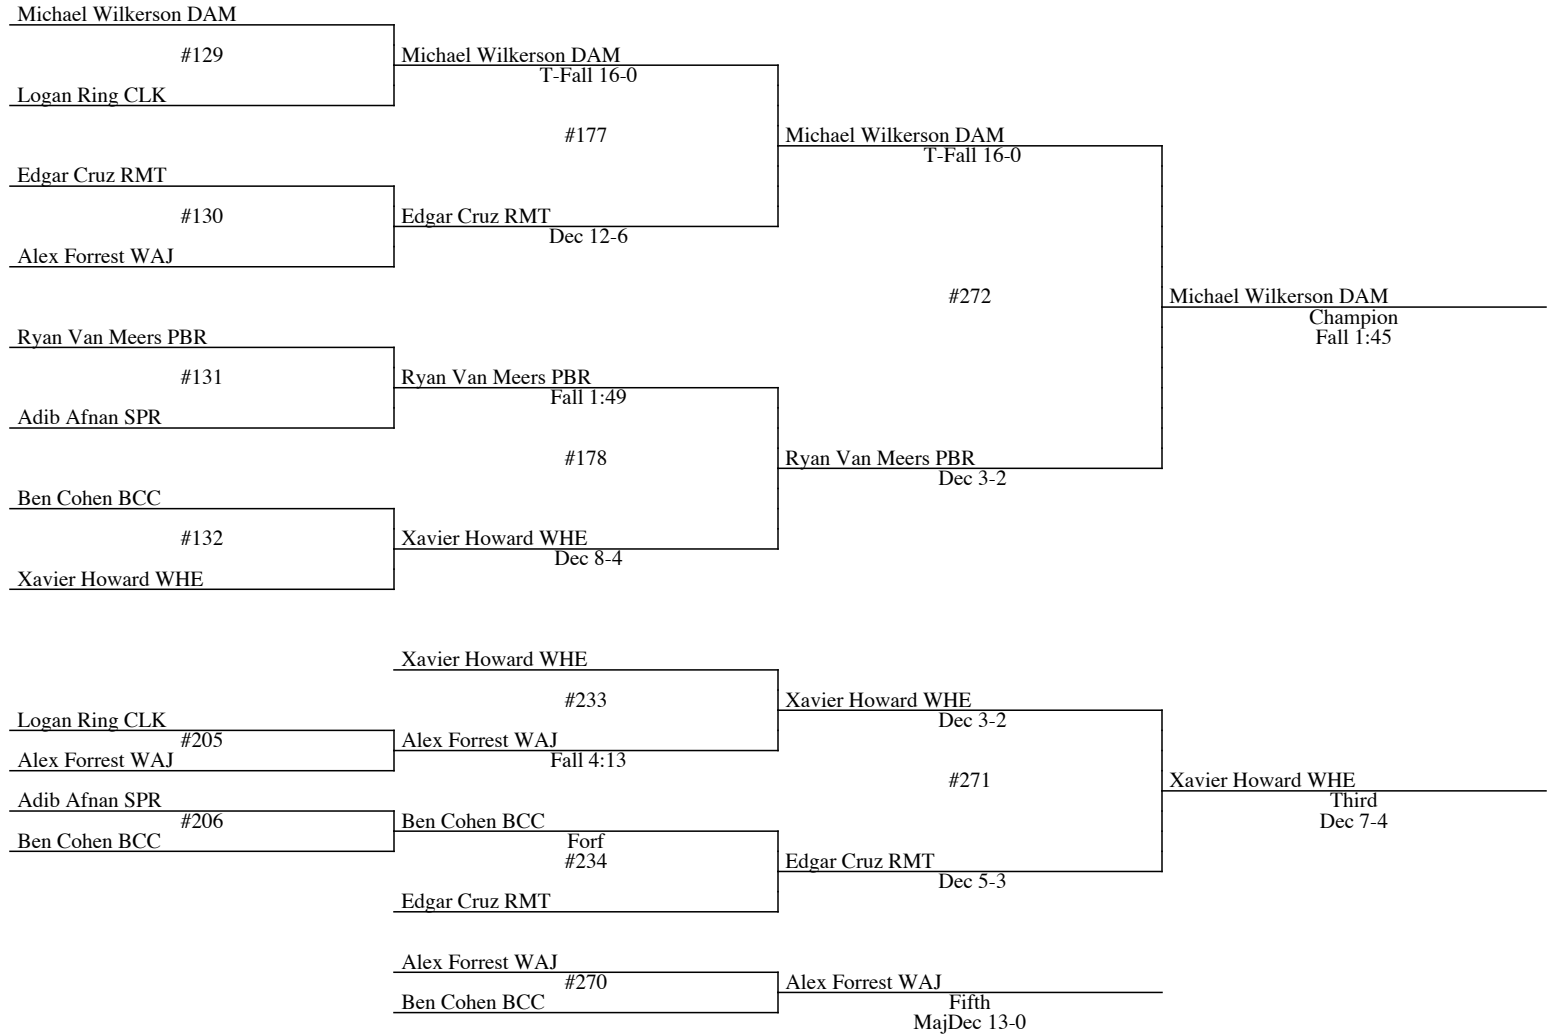 Michael Wilkerson DAM
#129
Logan Ring CLK
Michael Wilkerson DAM
T-Fall 16-0
#177
Edgar Cruz RMT
#130
Alex Forrest WAJ
Edgar Cruz RMT
Dec 12-6
Michael Wilkerson DAM
T-Fall 16-0
#272
Michael Wilkerson DAM
Champion
Fall 1:45
Ryan Van Meers PBR
#131
Adib Afnan SPR
Ryan Van Meers PBR
Fall 1:49
#178
Ryan Van Meers PBR
Dec 3-2
Ben Cohen BCC
#132
Xavier Howard WHE
Xavier Howard WHE
Dec 8-4
Xavier Howard WHE
#233
Xavier Howard WHE
Dec 3-2
Logan Ring CLK
#205
Alex Forrest WAJ
Alex Forrest WAJ
Fall 4:13
#271
Xavier Howard WHE
Third
Dec 7-4
Adib Afnan SPR
#206
Ben Cohen BCC
Ben Cohen BCC
Forf
#234
Edgar Cruz RMT
Dec 5-3
Edgar Cruz RMT
Alex Forrest WAJ
#270
Ben Cohen BCC
Alex Forrest WAJ
Fifth
MajDec 13-0